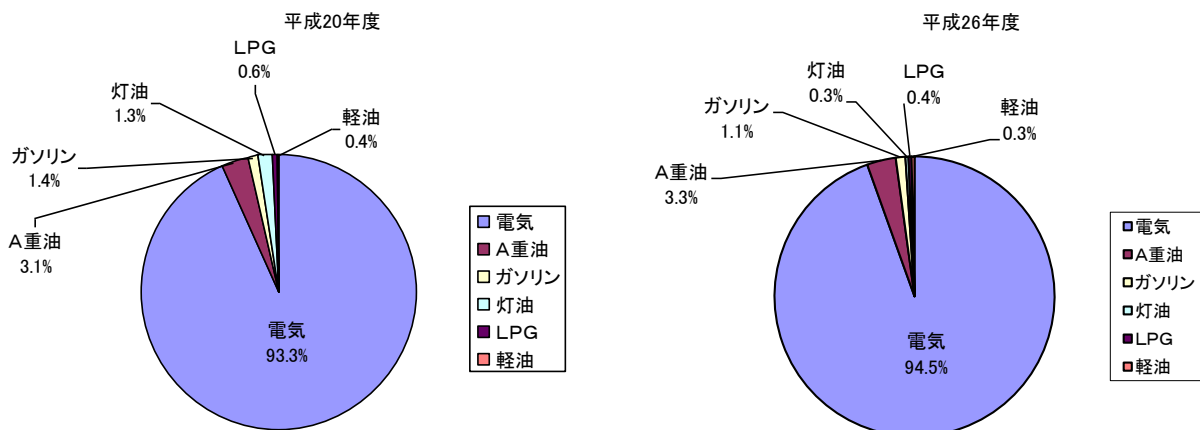 平成20年度
LPG
0.6%
灯油
1.3%
軽油
0.4%
ガソリン
1.4%
A重油
3.1%
電気
93.3%
電気
A重油
ガソリン
灯油
LPG
軽油
平成26年度
灯油
0.3%
LPG
0.4%
ガソリン
1.1%
軽油
0.3%
A重油
3.3%
電気
94.5%
電気
A重油
ガソリン
灯油
LPG
軽油